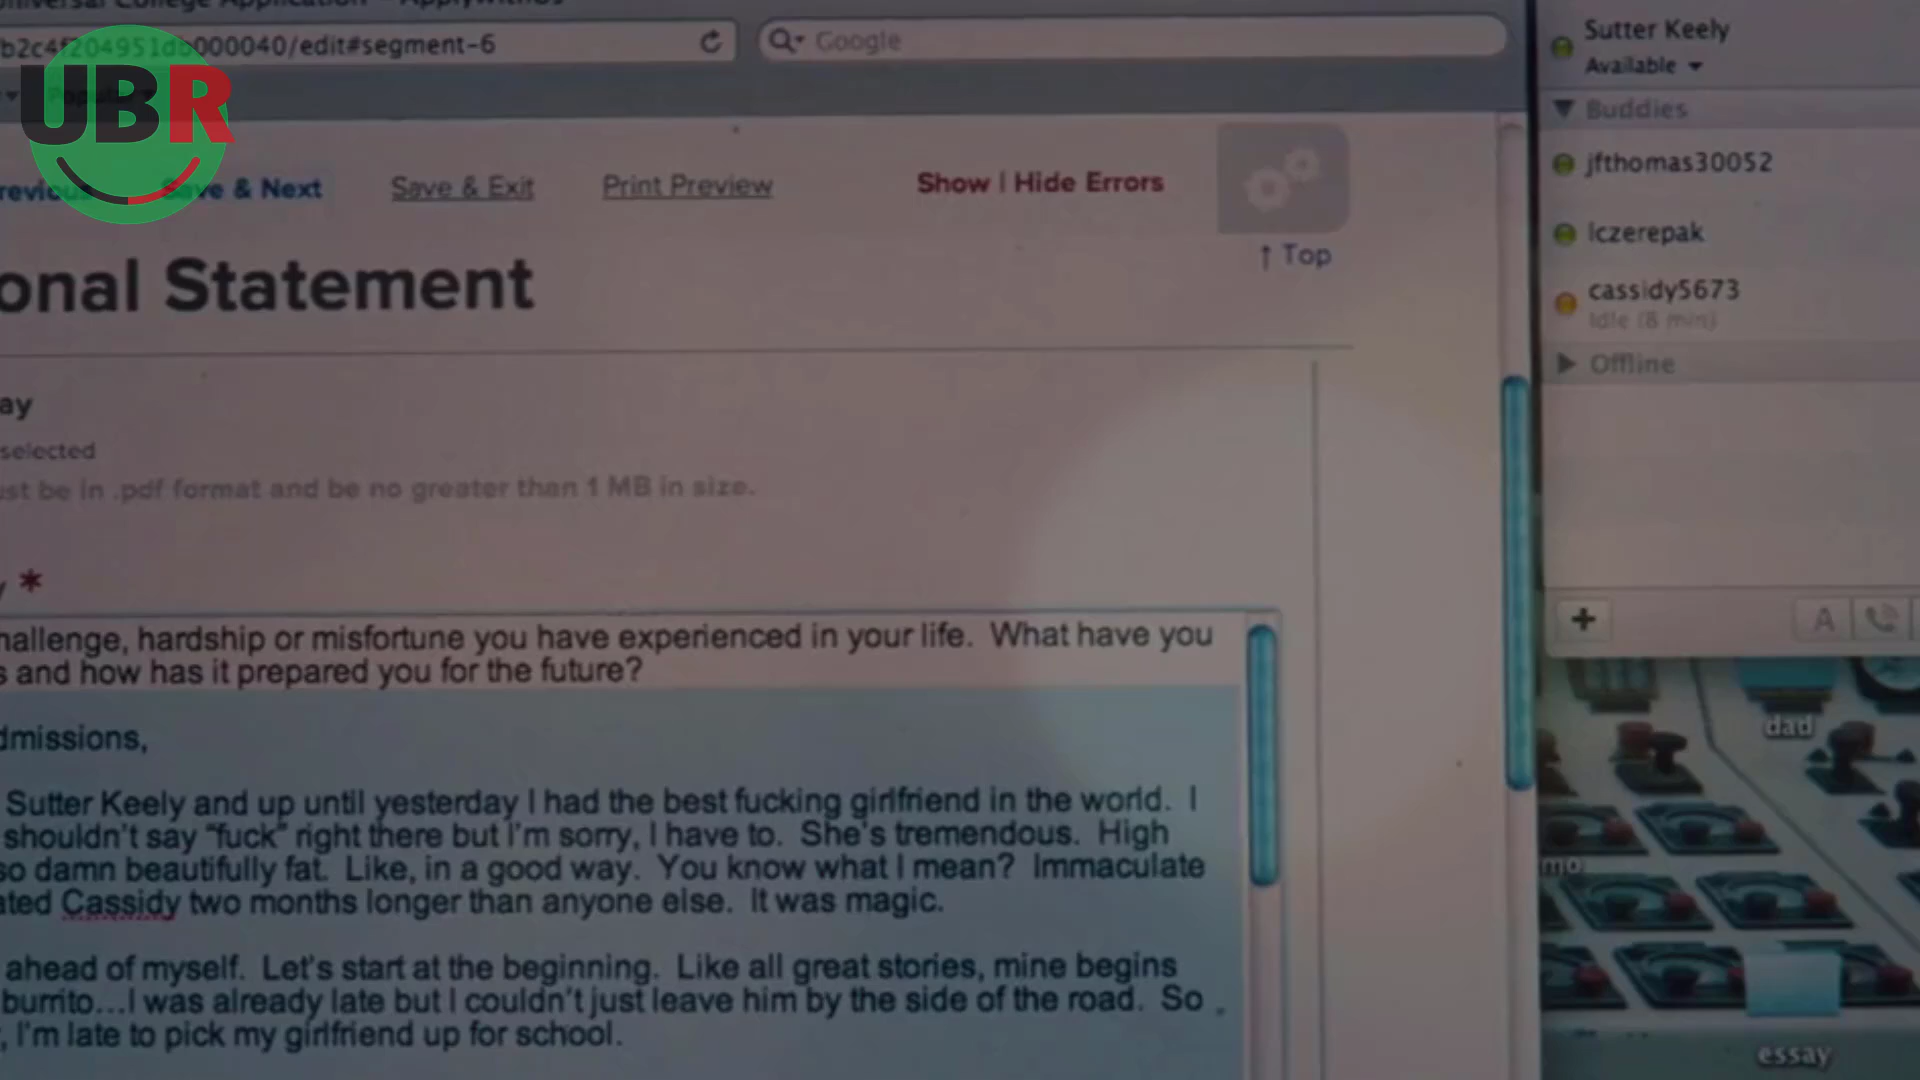 b2c4f204951db000040/edit#segment-6
Google
UBR
Save & Next
Save & Exit
Print Preview
Show | Hide Errors
↑ Top
onal Statement
ay
selected
ust be in .pdf format and be no greater than 1 MB in size.
y *
hallenge, hardship or misfortune you have experienced in your life. What have you
s and how has it prepared you for the future?
dmissions,
Sutter Keely and up until yesterday I had the best fucking girlfriend in the world. I
shouldn't say "fuck" right there but I'm sorry, I have to. She's tremendous. High
so damn beautifully fat. Like, in a good way. You know what I mean? Immaculate
ated Cassidy two months longer than anyone else. It was magic.
ahead of myself. Let's start at the beginning. Like all great stories, mine begins
burrito...I was already late but I couldn't just leave him by the side of the road. So
, I'm late to pick my girlfriend up for school.
Sutter Keely
Available
Buddies
jfthomas30052
lczerepak
cassidy5673
Idle (8 min)
Offline
+
A
dad
mo
essay